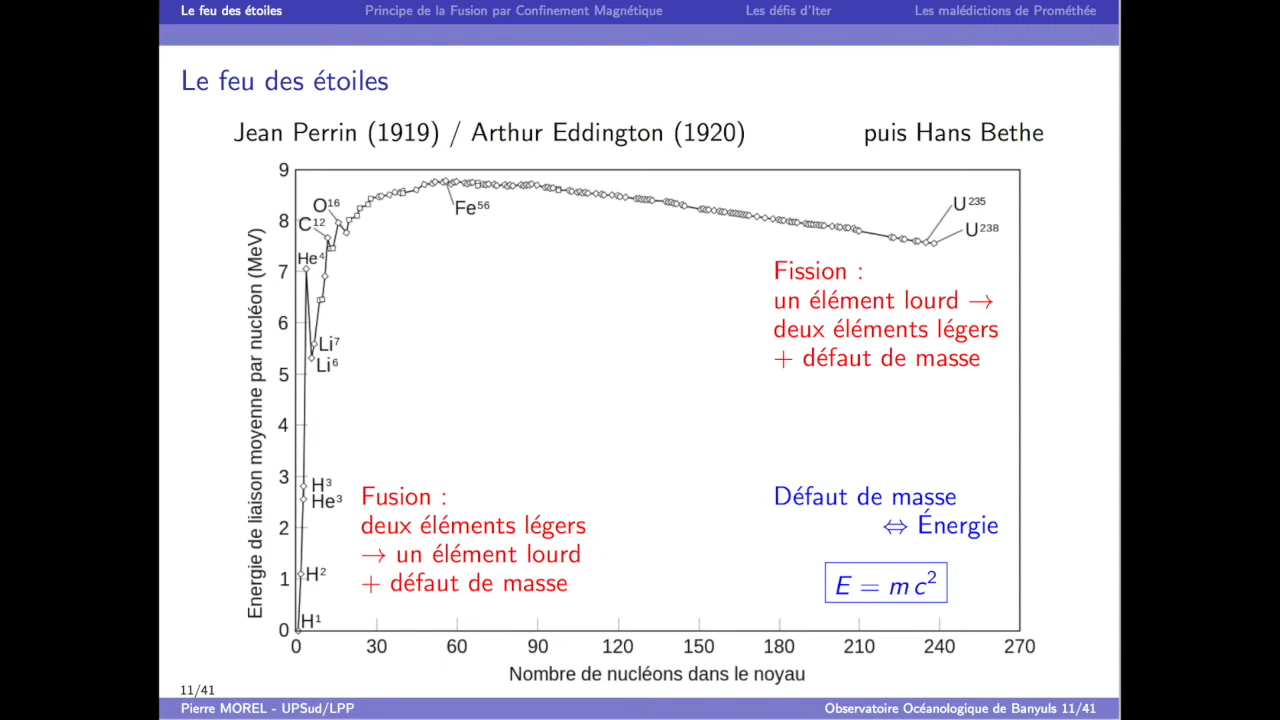 Le feu des étoiles Principe de la Fusion par Confinement Magnétique Les défis d'Iter Les malédictions de Prométhée
Le feu des étoiles
Jean Perrin (1919) / Arthur Eddington (1920) puis Hans Bethe
Energie de liaison moyenne par nucléon (MeV)
9
8
7
6
5
4
3
2
1
0
O16
C12
He4
Li7
Li6
H3
He3
H2
H1
Fe56
U235
U238
Fission :
un élément lourd →
deux éléments légers
+ défaut de masse
Fusion :
deux éléments légers
→ un élément lourd
+ défaut de masse
Défaut de masse
⇔ Énergie
E = m c²
0 30 60 90 120 150 180 210 240 270
Nombre de nucléons dans le noyau
11/41
Pierre MOREL - UPSud/LPP Observatoire Océanologique de Banyuls 11/41